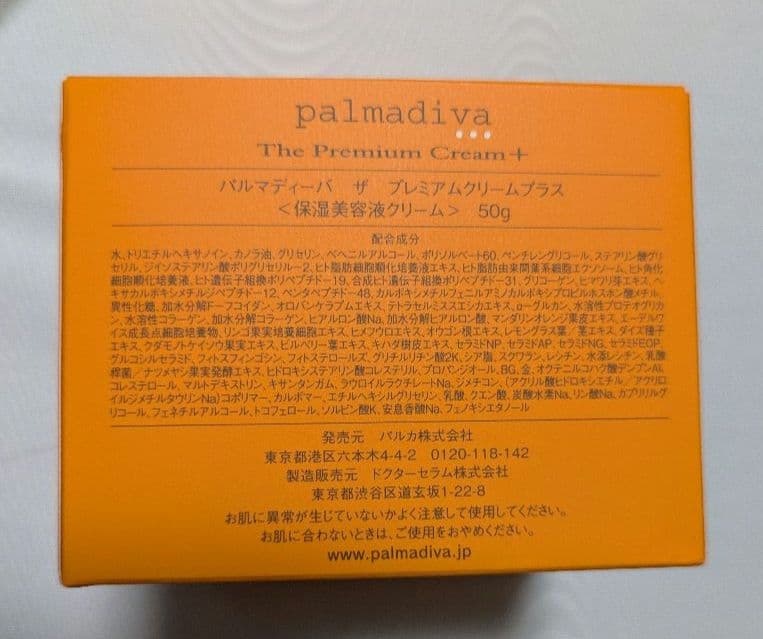 palmadiva
The Premium Cream+
パルマディーバ ザ プレミアムクリームプラス
＜保湿美容液クリーム＞ 50g
配合成分
水、トリエチルヘキサノイン、カノラ油、グリセリン、ベヘニルアルコール、ポリソルベート60、ペンチレングリコール、ステアリン酸グリ
セリル、ジイソステアリン酸ポリグリセリル-2、ヒト脂肪細胞順化培養液エキス、ヒト脂肪由来間葉系細胞エクソソーム、ヒト角化
細胞順化培養液、ヒト遺伝子組換ポリペプチド-19、合成ヒト遺伝子組換ポリペプチド-31、グリコーゲン、ヒマワリ芽エキス、ヘ
キサカルボキシメチルジペプチド-12、ペンタペプチド-48、カルボキシメチルフェニルアミノカルボキシプロピルホスホン酸メチル、
異性化糖、加水分解フコイダン、オロバンケラプムエキス、テトラセルミススエシカエキス、α-グルカン、水溶性プロテオグリカ
ン、水溶性コラーゲン、加水分解コラーゲン、ヒアルロン酸Na、加水分解ヒアルロン酸、マンダリンオレンジ果皮エキス、エーデルワ
イス成長点細胞培養物、リンゴ果実培養細胞エキス、ヒメフウロエキス、オウゴン根エキス、レモングラス葉／茎エキス、ダイズ種子
エキス、クダモノトケイソウ果実エキス、ビルベリー葉エキス、キハダ樹皮エキス、セラミドNP、セラミドAP、セラミドNG、セラミドEOP、
グルコシルセラミド、フィトスフィンゴシン、フィトステロールズ、グリチルリチン酸2K、シア脂、スクワラン、レシチン、水添レシチン、乳酸
桿菌／ナツメヤシ果実発酵エキス、ヒドロキシステアリン酸コレステリル、プロパンジオール、BG、金、オクテニルコハク酸デンプンAl、
コレステロール、マルトデキストリン、キサンタンガム、ラウロイルラクチレートNa、ジメチコン、（アクリル酸ヒドロキシエチル／アクリロ
イルジメチルタウリンNa）コポリマー、カルボマー、エチルヘキシルグリセリン、乳酸、クエン酸、炭酸水素Na、リン酸Na、カプリリルグ
リコール、フェネチルアルコール、トコフェロール、ソルビン酸K、安息香酸Na、フェノキシエタノール
発売元 パルカ株式会社
東京都港区六本木4-4-2 0120-118-142
製造販売元 ドクターセラム株式会社
東京都渋谷区道玄坂1-22-8
お肌に異常が生じていないかよく注意して使用してください。
お肌に合わないときは、ご使用をおやめください。
www.palmadiva.jp